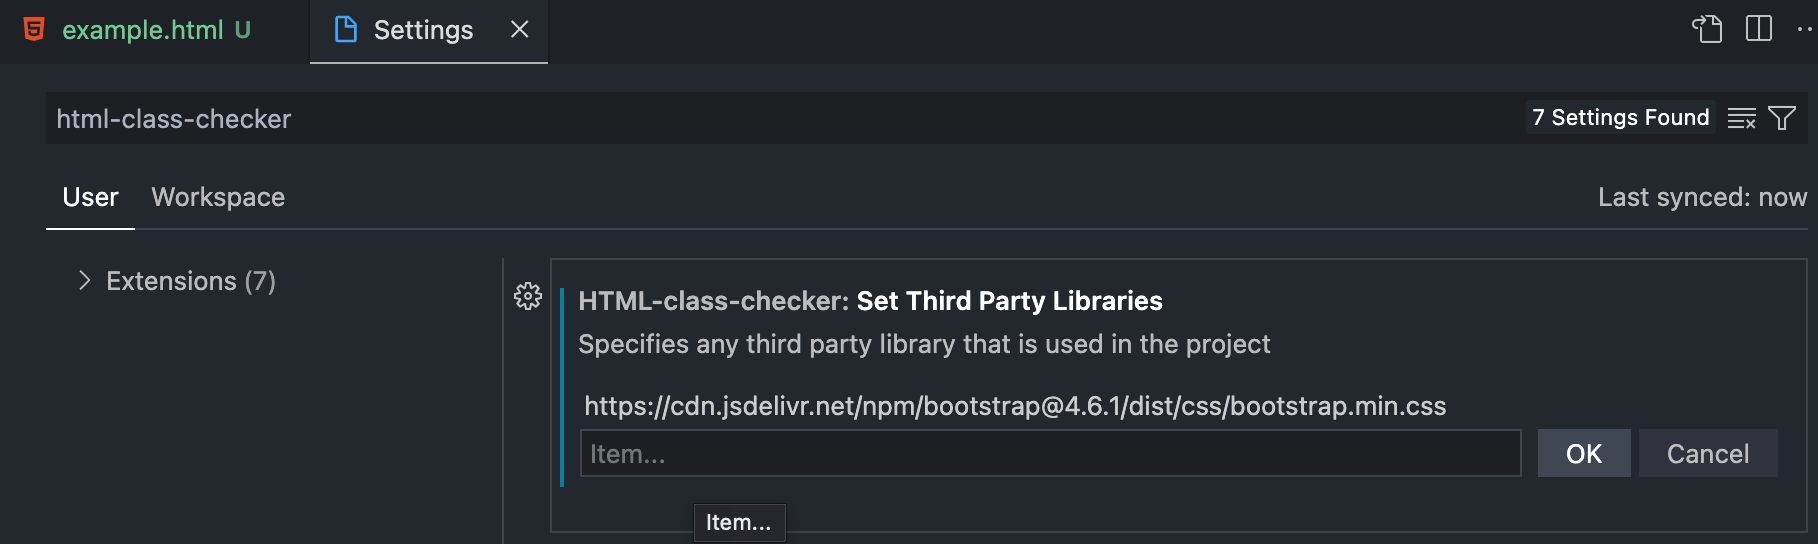 example.html U
Settings
html-class-checker
7 Settings Found
User
Workspace
Last synced: now
Extensions (7)
HTML-class-checker: Set Third Party Libraries
Specifies any third party library that is used in the project
https://cdn.jsdelivr.net/npm/bootstrap@4.6.1/dist/css/bootstrap.min.css
Item...
OK
Cancel
Item...